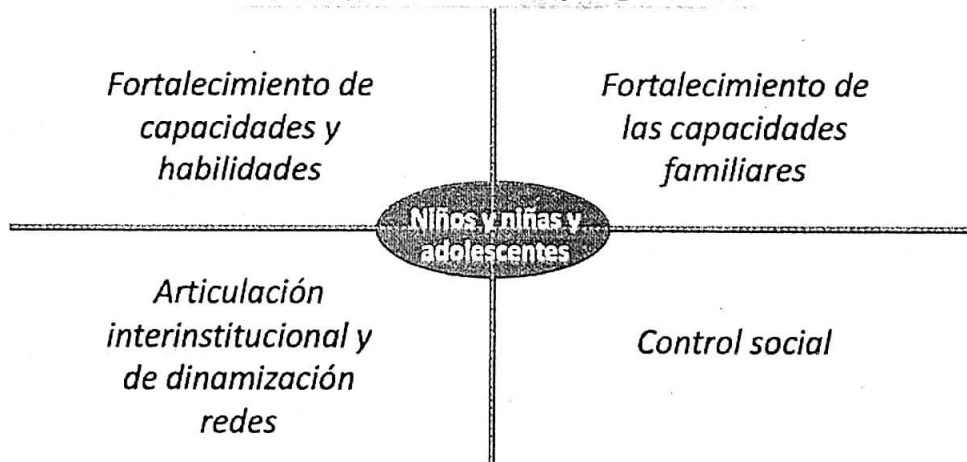 Fortalecimiento de
capacidades y
habilidades
Fortalecimiento de
las capacidades
familiares
Niños y niñas y
adolescentes
Articulación
interinstitucional y
de dinamización
redes
Control social